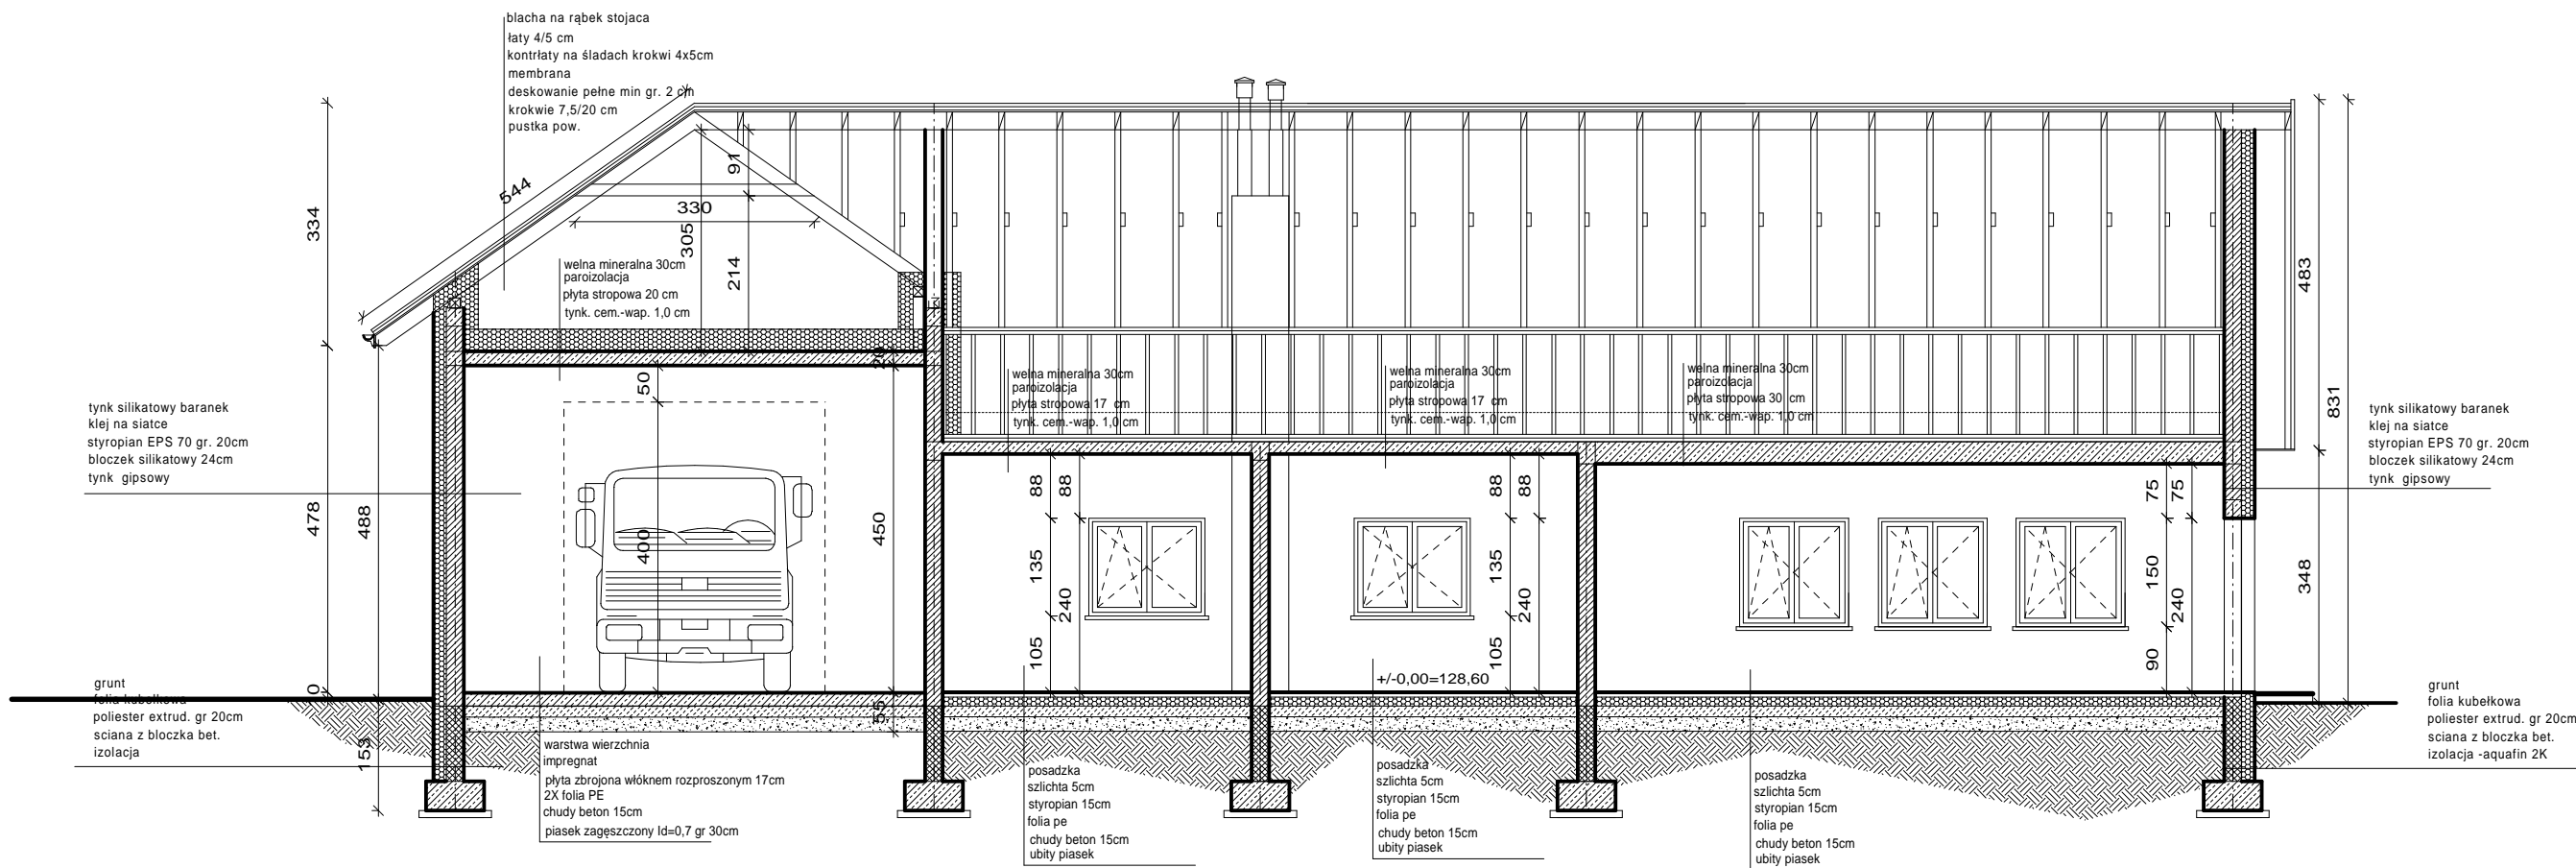 blacha na rąbek stojaca
łaty 4/5 cm
kontrłaty na śladach krokwi 4x5cm
membrana
deskowanie pełne min gr. 2 cm
krokwie 7,5/20 cm
pustka pow.
544
334
91
330
305
214
483
831
welna mineralna 30cm
paroizolacja
płyta stropowa 20 cm
tynk. cem.-wap. 1,0 cm
20
50
welna mineralna 30cm
paroizolacja
płyta stropowa 17 cm
tynk. cem.-wap. 1,0 cm
welna mineralna 30cm
paroizolacja
płyta stropowa 17 cm
tynk. cem.-wap. 1,0 cm
welna mineralna 30cm
paroizolacja
płyta stropowa 30 cm
tynk. cem.-wap. 1,0 cm
tynk silikatowy baranek
klej na siatce
styropian EPS 70 gr. 20cm
bloczek silikatowy 24cm
tynk gipsowy
tynk silikatowy baranek
klej na siatce
styropian EPS 70 gr. 20cm
bloczek silikatowy 24cm
tynk gipsowy
478
488
400
450
88
88
135
240
105
88
88
135
240
105
75
75
150
240
90
348
+/-0,00=128,60
0
55
153
grunt
folia kubełkowa
poliester extrud. gr 20cm
sciana z bloczka bet.
izolacja
grunt
folia kubełkowa
poliester extrud. gr 20cm
sciana z bloczka bet.
izolacja -aquafin 2K
warstwa wierzchnia
impregnat
płyta zbrojona włóknem rozproszonym 17cm
2X folia PE
chudy beton 15cm
piasek zagęszczony Id=0,7 gr 30cm
posadzka
szlichta 5cm
styropian 15cm
folia pe
chudy beton 15cm
ubity piasek
posadzka
szlichta 5cm
styropian 15cm
folia pe
chudy beton 15cm
ubity piasek
posadzka
szlichta 5cm
styropian 15cm
folia pe
chudy beton 15cm
ubity piasek